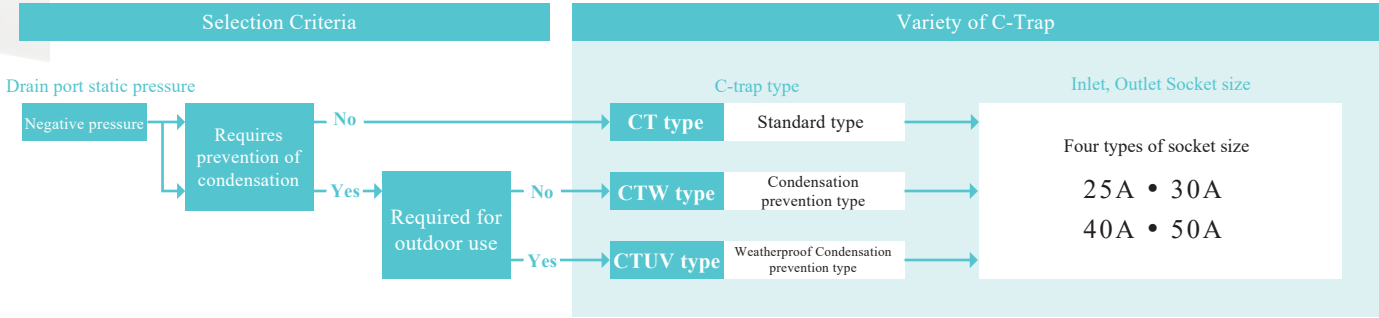 Selection Criteria
Variety of C-Trap
Drain port static pressure
C-trap type
Inlet, Outlet Socket size
Negative pressure
Requires
prevention of
condensation
No
Yes
Required for
outdoor use
No
Yes
CT type
Standard type
CTW type
Condensation
prevention type
CTUV type
Weatherproof Condensation
prevention type
Four types of socket size
25A • 30A
40A • 50A